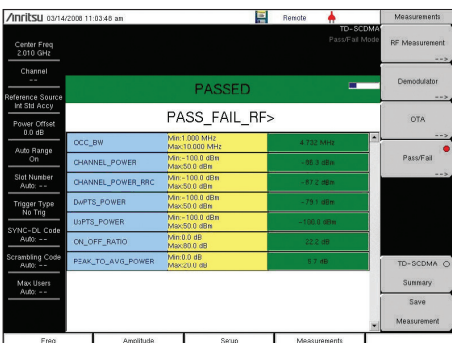 Anritsu 03/14/2008 11:03:48 am
Remote
Measurements
TD-SCDMA
Pass/Fail Mode
Center Freq
2.010 GHz
Channel
--
Reference Source
Int Std Accy
Power Offset
0.0 dB
Auto Range
On
Slot Number
Auto: --
Trigger Type
No Trig
SYNC-DL Code
Auto: --
Scrambling Code
Auto: --
Max Users
Auto: --
PASSED
PASS_FAIL_RF>
OCC_BW Min:1.000 MHz Max:10.000 MHz 4.732 MHz
CHANNEL_POWER Min:-100.0 dBm Max:50.0 dBm
CHANNEL_POWER_RRC Min:-100.0 dBm Max:50.0 dBm -97.2 dBm
DwPTS_POWER Min:-100.0 dBm Max:50.0 dBm -79.1 dBm
UpPTS_POWER Min:-100.0 dBm Max:50.0 dBm -100.0 dBm
ON_OFF_RATIO Min:0.0 dB Max:80.0 dB 22.2 dB
PEAK_TO_AVG_POWER Min:0.0 dB Max:20.0 dB 9.7 dB
RF Measurement
-->
Demodulator
-->
OTA
-->
Pass/Fail
-->
TD-SCDMA
Summary
Save
Measurement
Freq
Amplitude
Setup
Measurements